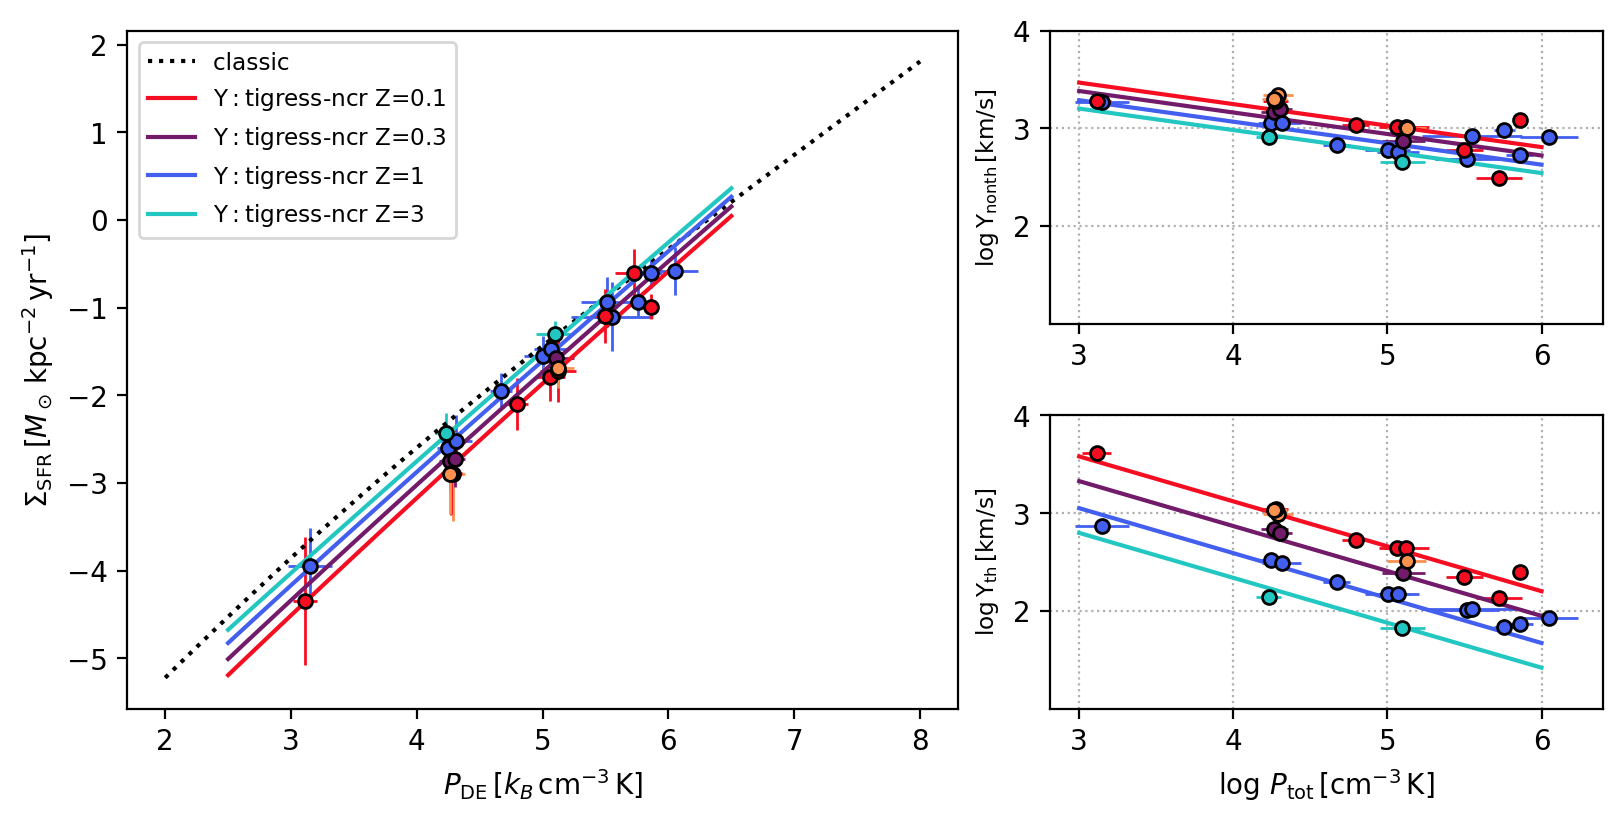 classic
Y : tigress-ncr Z=0.1
Y : tigress-ncr Z=0.3
Y : tigress-ncr Z=1
Y : tigress-ncr Z=3
2
1
0
−1
−2
−3
−4
−5
Σ_SFR [M_⊙ kpc⁻² yr⁻¹]
2 3 4 5 6 7 8
P_DE [k_B cm⁻³ K]
4
3
2
log Y_nonth [km/s]
3 4 5 6
4
3
2
log Y_th [km/s]
3 4 5 6
log P_tot [cm⁻³ K]